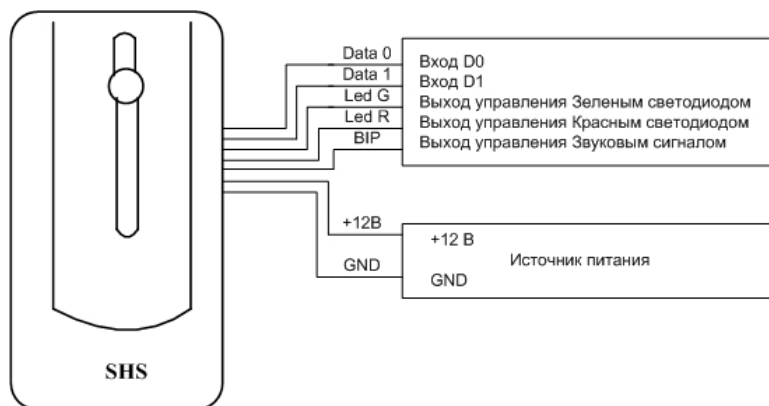 Data 0
Data 1
Led G
Led R
BIP
Вход D0
Вход D1
Выход управления Зеленым светодиодом
Выход управления Красным светодиодом
Выход управления Звуковым сигналом
+12В
GND
+12 В
Источник питания
GND
SHS